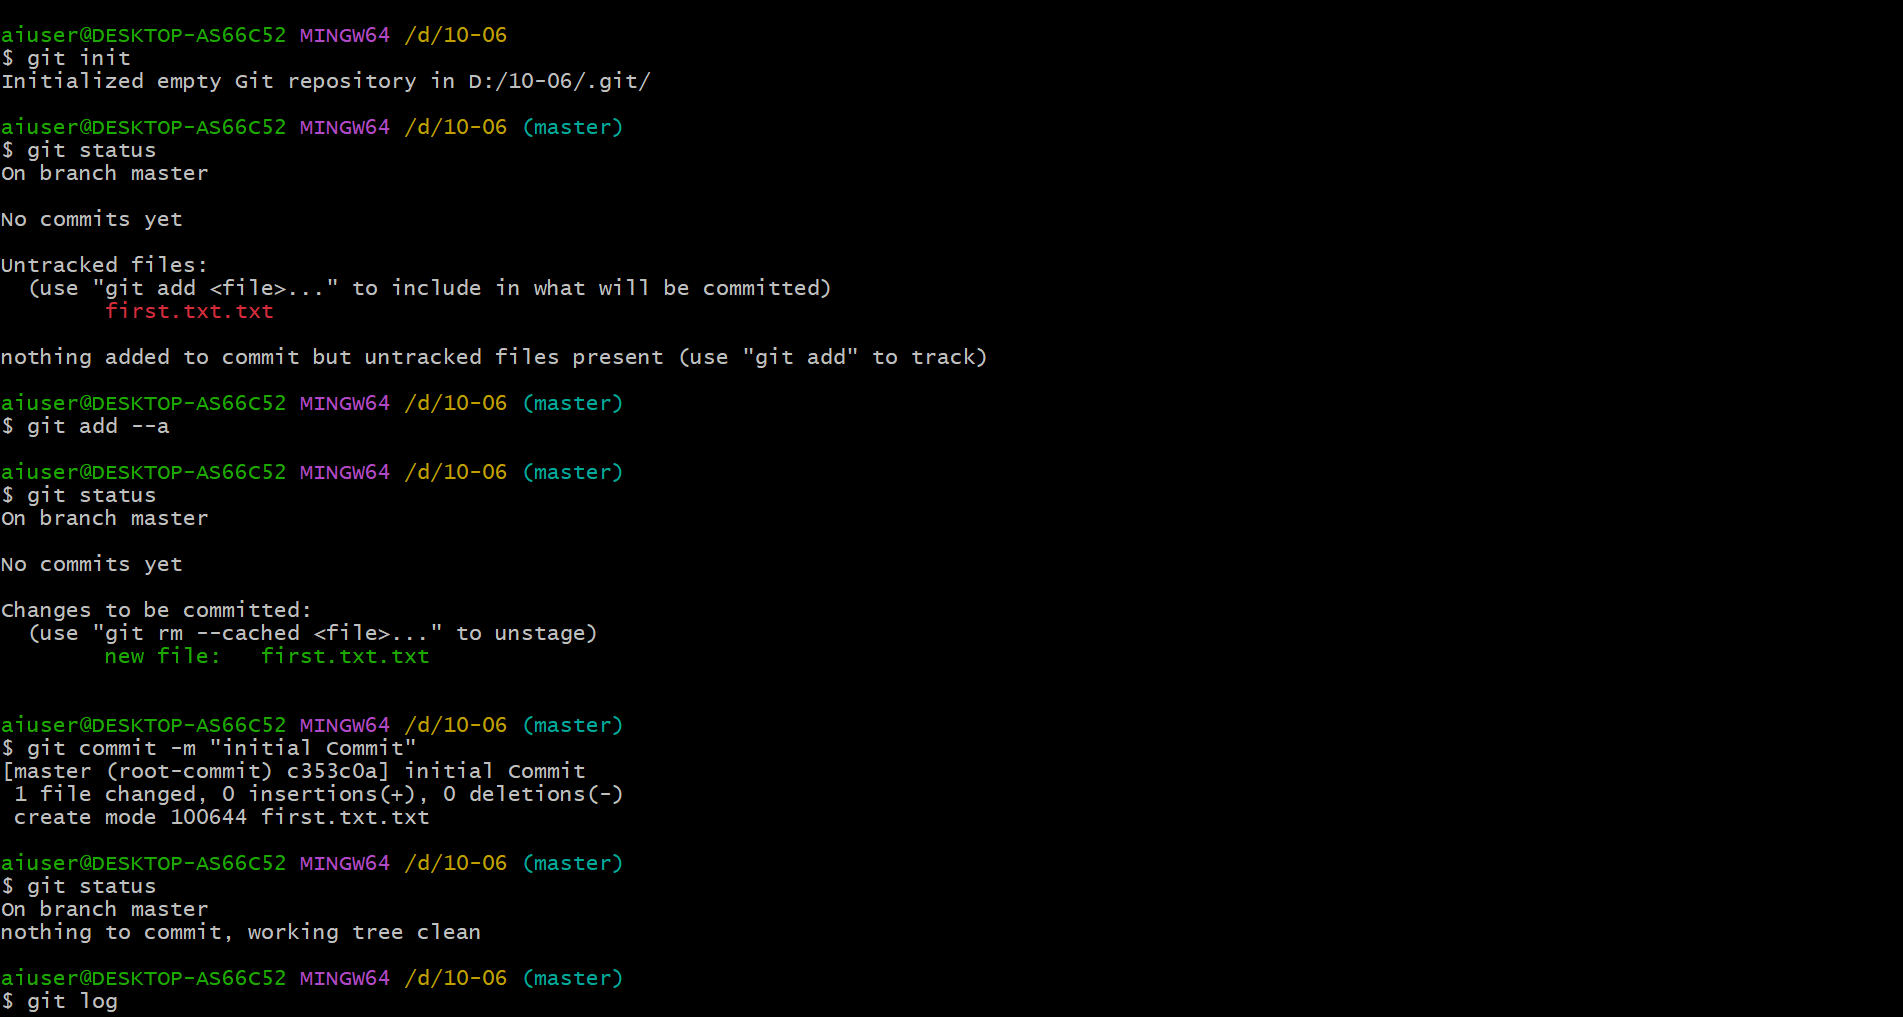 aiuser@DESKTOP-AS66C52 MINGW64 /d/10-06
$ git init
Initialized empty Git repository in D:/10-06/.git/
aiuser@DESKTOP-AS66C52 MINGW64 /d/10-06 (master)
$ git status
On branch master
No commits yet
Untracked files:
  (use "git add <file>..." to include in what will be committed)
        first.txt.txt
nothing added to commit but untracked files present (use "git add" to track)
aiuser@DESKTOP-AS66C52 MINGW64 /d/10-06 (master)
$ git add --a
aiuser@DESKTOP-AS66C52 MINGW64 /d/10-06 (master)
$ git status
On branch master
No commits yet
Changes to be committed:
  (use "git rm --cached <file>..." to unstage)
        new file:   first.txt.txt
aiuser@DESKTOP-AS66C52 MINGW64 /d/10-06 (master)
$ git commit -m "initial Commit"
[master (root-commit) c353c0a] initial Commit
 1 file changed, 0 insertions(+), 0 deletions(-)
 create mode 100644 first.txt.txt
aiuser@DESKTOP-AS66C52 MINGW64 /d/10-06 (master)
$ git status
On branch master
nothing to commit, working tree clean
aiuser@DESKTOP-AS66C52 MINGW64 /d/10-06 (master)
$ git log